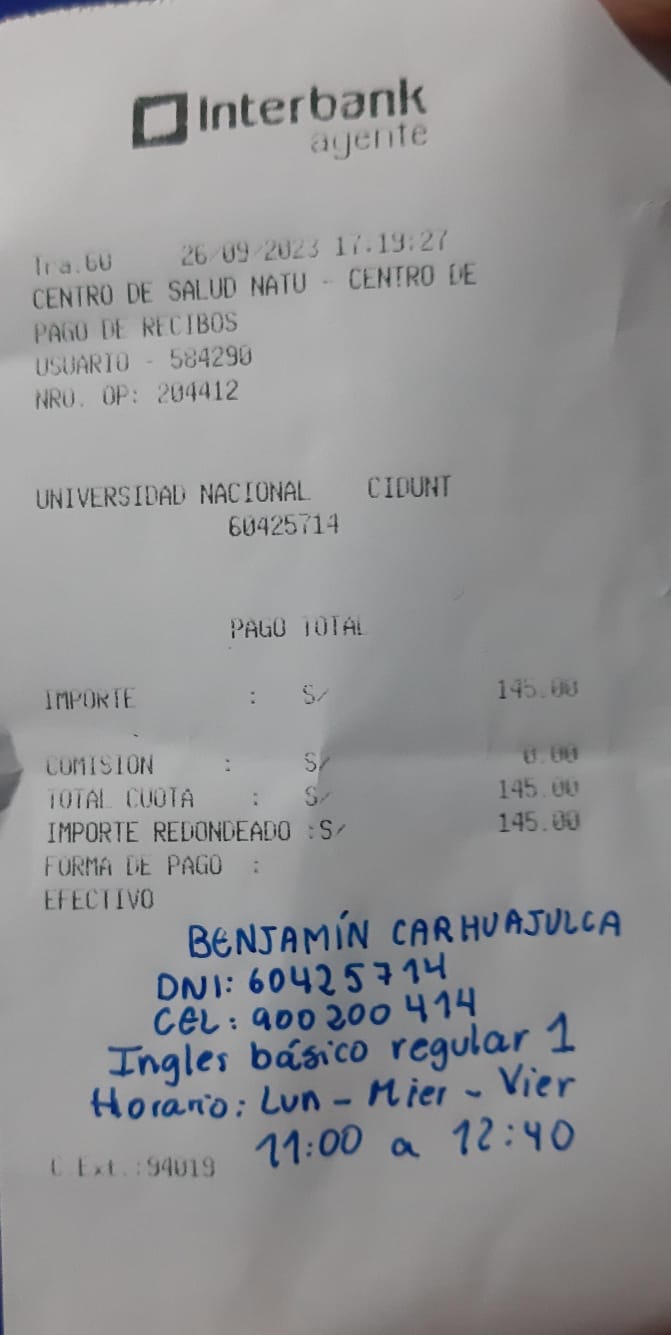 Interbank
agente
Tra.60 26/09/2023 17:19:27
CENTRO DE SALUD NATU - CENTRO DE
PAGO DE RECIBOS
USUARIO - 584290
NRO. OP: 204412
UNIVERSIDAD NACIONAL CIDUNT
60425714
PAGO TOTAL
IMPORTE : S/ 145.00
COMISION : S/ 0.00
TOTAL CUOTA : S/ 145.00
IMPORTE REDONDEADO :S/ 145.00
FORMA DE PAGO :
EFECTIVO
BENJAMÍN CARHUAJULCA
DNI: 60425714
CEL: 900 200 414
Ingles básico regular 1
Horario: Lun - Mier - Vier
11:00 a 12:40
C.Ext.:94019